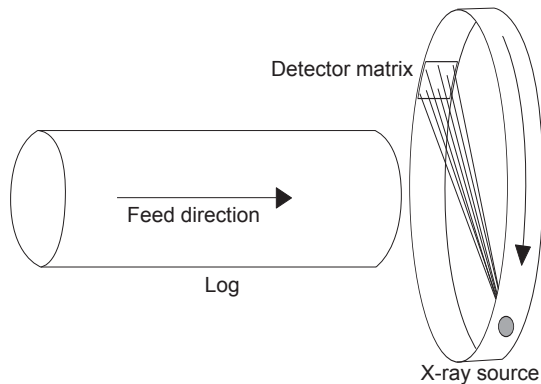 Detector matrix
Feed direction
Log
X-ray source